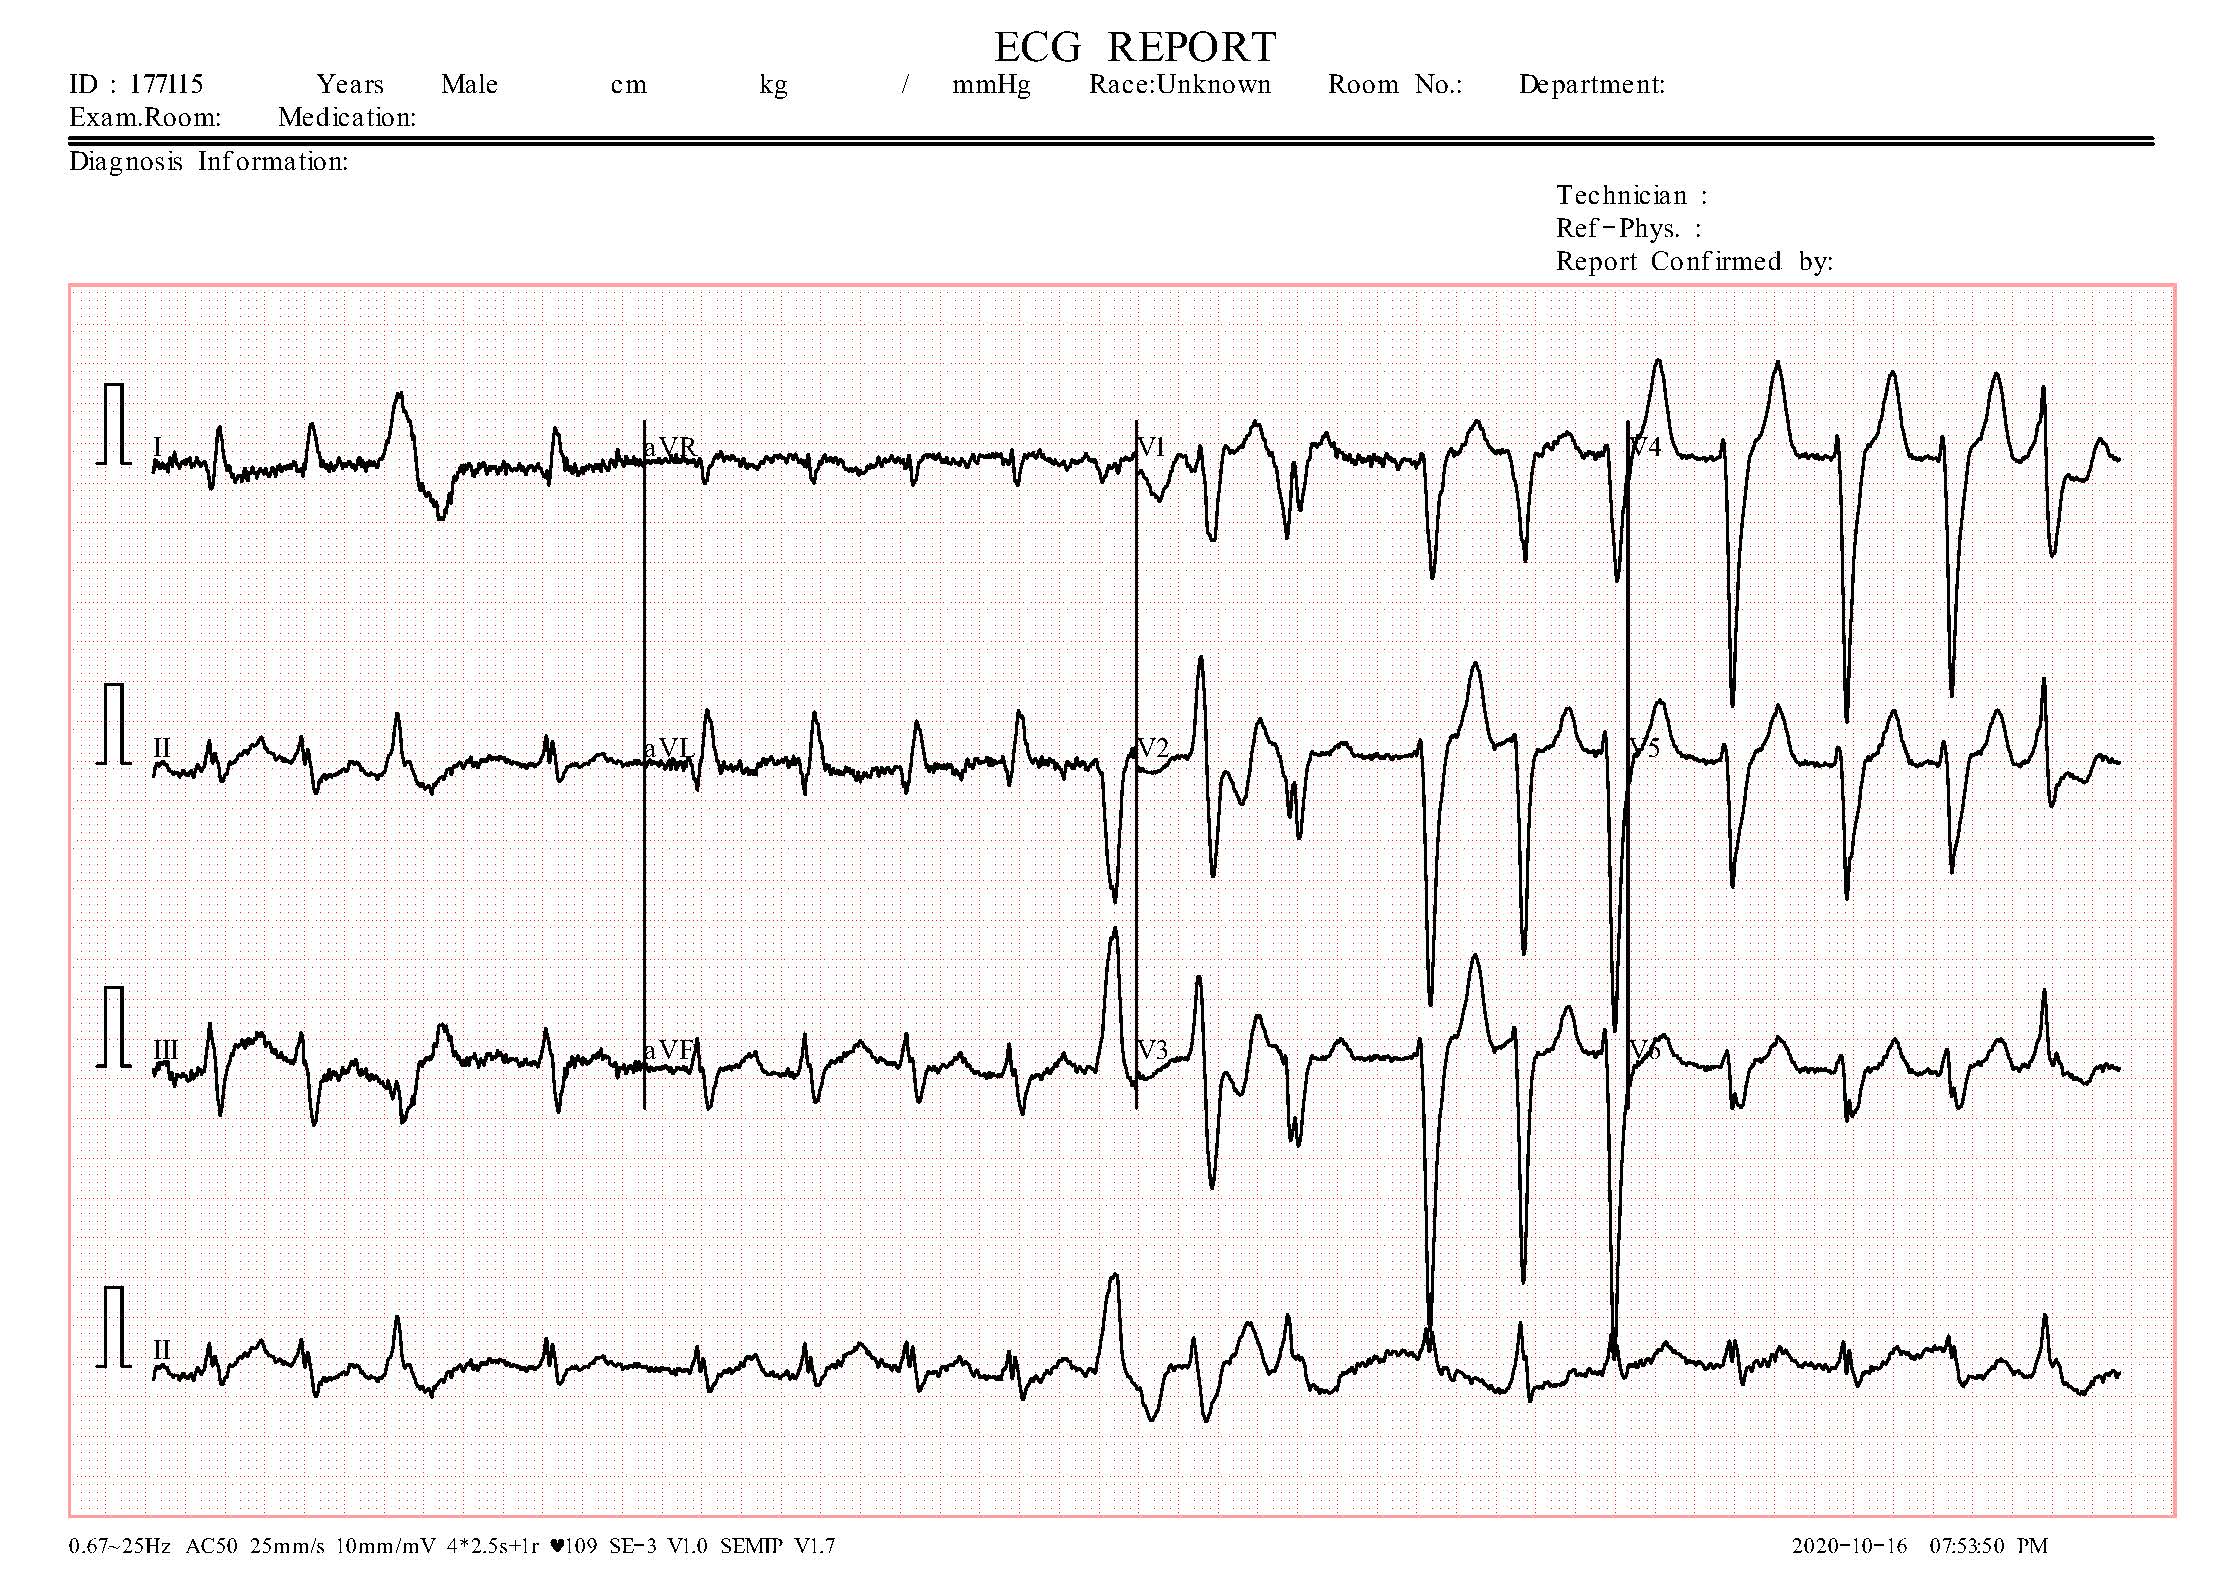 ECG REPORT
ID : 177115 Years Male cm kg / mmHg Race:Unknown Room No.: Department:
Exam.Room: Medication:
Diagnosis Information:
Technician :
Ref-Phys. :
Report Confirmed by:
I aVR V1 V4
II aVL V2 V5
III aVF V3 V6
II
0.67~25Hz AC50 25mm/s 10mm/mV 4*2.5s+1r ♥109 SE-3 V1.0 SEMIP V1.7 2020-10-16 07:53:50 PM